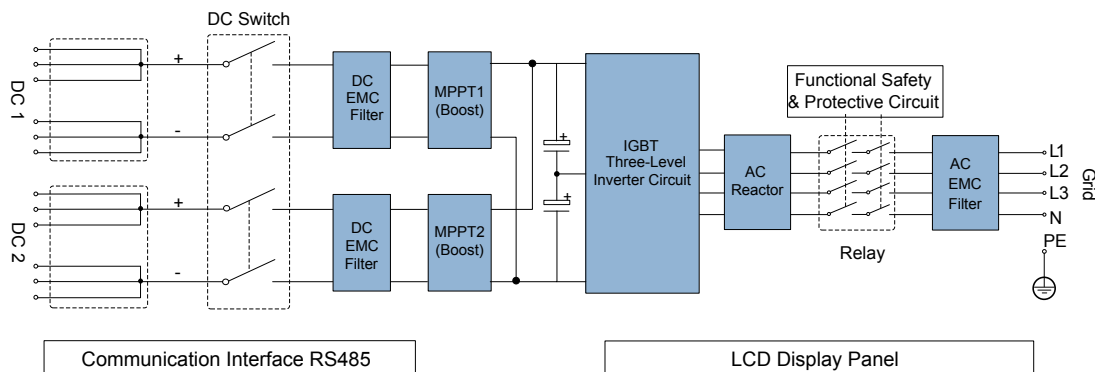 DC Switch
DC 1
+
-
DC
EMC
Filter
MPPT1
(Boost)
+
+
DC 2
+
-
DC
EMC
Filter
MPPT2
(Boost)
IGBT
Three-Level
Inverter Circuit
AC
Reactor
Functional Safety
& Protective Circuit
Relay
AC
EMC
Filter
L1
L2
L3
N
Grid
PE
Communication Interface RS485
LCD Display Panel